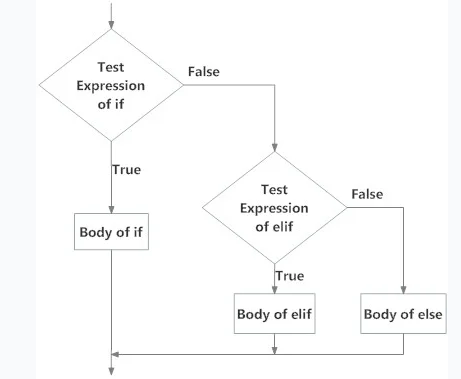 Test
Expression
of if
False
True
Body of if
Test
Expression
of elif
False
True
Body of elif
Body of else